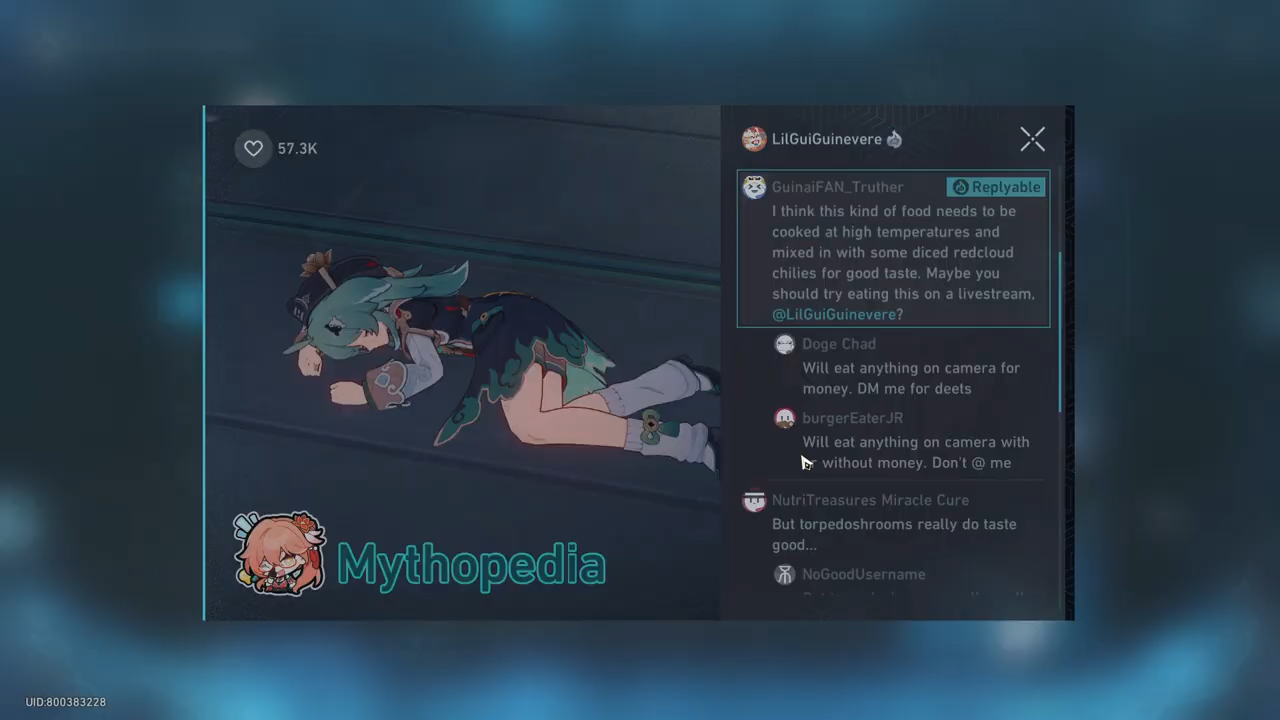 57.3K
LilGuiGuinevere
GuinaiFAN_Truther
Replyable
I think this kind of food needs to be
cooked at high temperatures and
mixed in with some diced redcloud
chilies for good taste. Maybe you
should try eating this on a livestream,
@LilGuiGuinevere?
Doge Chad
Will eat anything on camera for
money. DM me for deets
burgerEaterJR
Will eat anything on camera with
without money. Don't @ me
NutriTreasures Miracle Cure
But torpedoshrooms really do taste
good...
NoGoodUsername
Mythopedia
UID:800383228